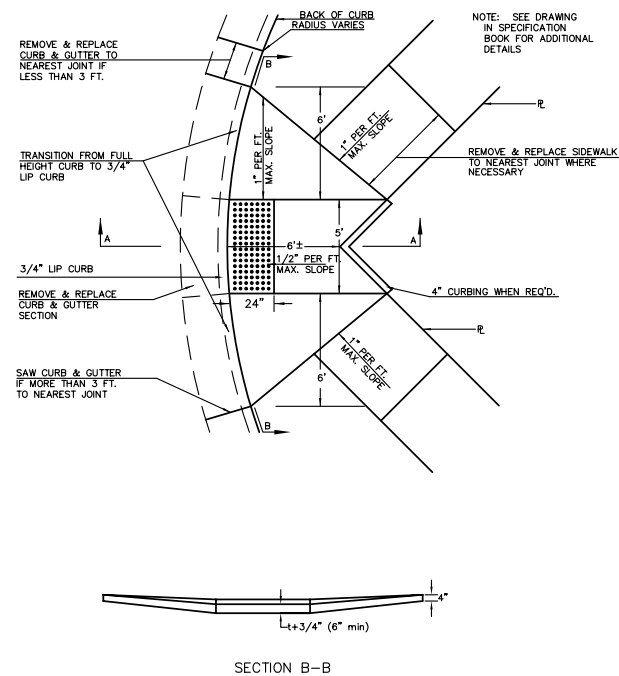 BACK OF CURB
RADIUS VARIES
NOTE: SEE DRAWING
IN SPECIFICATION
BOOK FOR ADDITIONAL
DETAILS
REMOVE & REPLACE
CURB & GUTTER TO
NEAREST JOINT IF
LESS THAN 3 FT.
B
6'
1" PER FT.
MAX. SLOPE
1" PER FT.
MAX. SLOPE
PL
REMOVE & REPLACE SIDEWALK
TO NEAREST JOINT WHERE
NECESSARY
TRANSITION FROM FULL
HEIGHT CURB TO 3/4"
LIP CURB
A
6'±
5'
A
1/2" PER FT.
MAX. SLOPE
3/4" LIP CURB
REMOVE & REPLACE
CURB & GUTTER
SECTION
24"
4" CURBING WHEN REQ'D.
PL
1" PER FT.
MAX. SLOPE
6'
SAW CURB & GUTTER
IF MORE THAN 3 FT.
TO NEAREST JOINT
B
4"
t+3/4" (6" min)
SECTION B-B